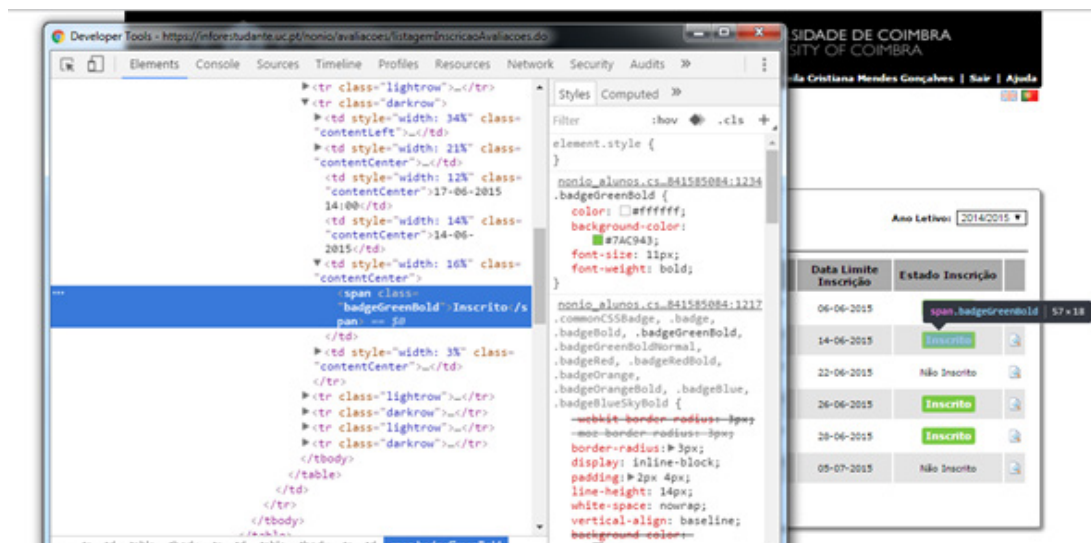 Developer Tools - https://inforestudante.uc.pt/nonio/avaliacoes/listagemInscricaoAvaliacoes.do
Elements Console Sources Timeline Profiles Resources Network Security Audits »
<tr class="lightrow">…</tr>
<tr class="darkrow">
<td style="width: 34%" class=
"contentLeft">…</td>
<td style="width: 21%" class=
"contentCenter">…</td>
<td style="width: 12%" class=
"contentCenter">17-06-2015
14:00</td>
<td style="width: 14%" class=
"contentCenter">14-06-
2015</td>
<td style="width: 16%" class=
"contentCenter">
<span class=
"badgeGreenBold">Inscrito</s
pan> == $0
</td>
<td style="width: 3%" class=
"contentCenter">…</td>
</tr>
<tr class="lightrow">…</tr>
<tr class="darkrow">…</tr>
<tr class="lightrow">…</tr>
<tr class="darkrow">…</tr>
</tbody>
</table>
</td>
</tr>
</tbody>
Styles Computed »
Filter :hov .cls +
element.style {
}
nonio_alunos.cs…841585084:1234
.badgeGreenBold {
color: #ffffff;
background-color:
#7AC943;
font-size: 11px;
font-weight: bold;
}
nonio_alunos.cs…841585084:1217
.commonCSSBadge, .badge,
.badgeBold, .badgeGreenBold,
.badgeGreenBoldNormal,
.badgeRed, .badgeRedBold,
.badgeOrange,
.badgeOrangeBold, .badgeBlue,
.badgeBlueSkyBold {
-webkit-border-radius: 3px;
-moz-border-radius: 3px;
border-radius: 3px;
display: inline-block;
padding: 2px 4px;
line-height: 14px;
white-space: nowrap;
vertical-align: baseline;
background-color:
SIDADE DE COIMBRA
SITY OF COIMBRA
Cristiana Mendes Gonçalves | Sair | Ajuda
Ano Letivo: 2014/2015
Data Limite
Inscrição
Estado Inscrição
06-06-2015
span.badgeGreenBold 57×18
14-06-2015 Inscrito
22-06-2015 Não Inscrito
26-06-2015 Inscrito
28-06-2015 Inscrito
05-07-2015 Não Inscrito